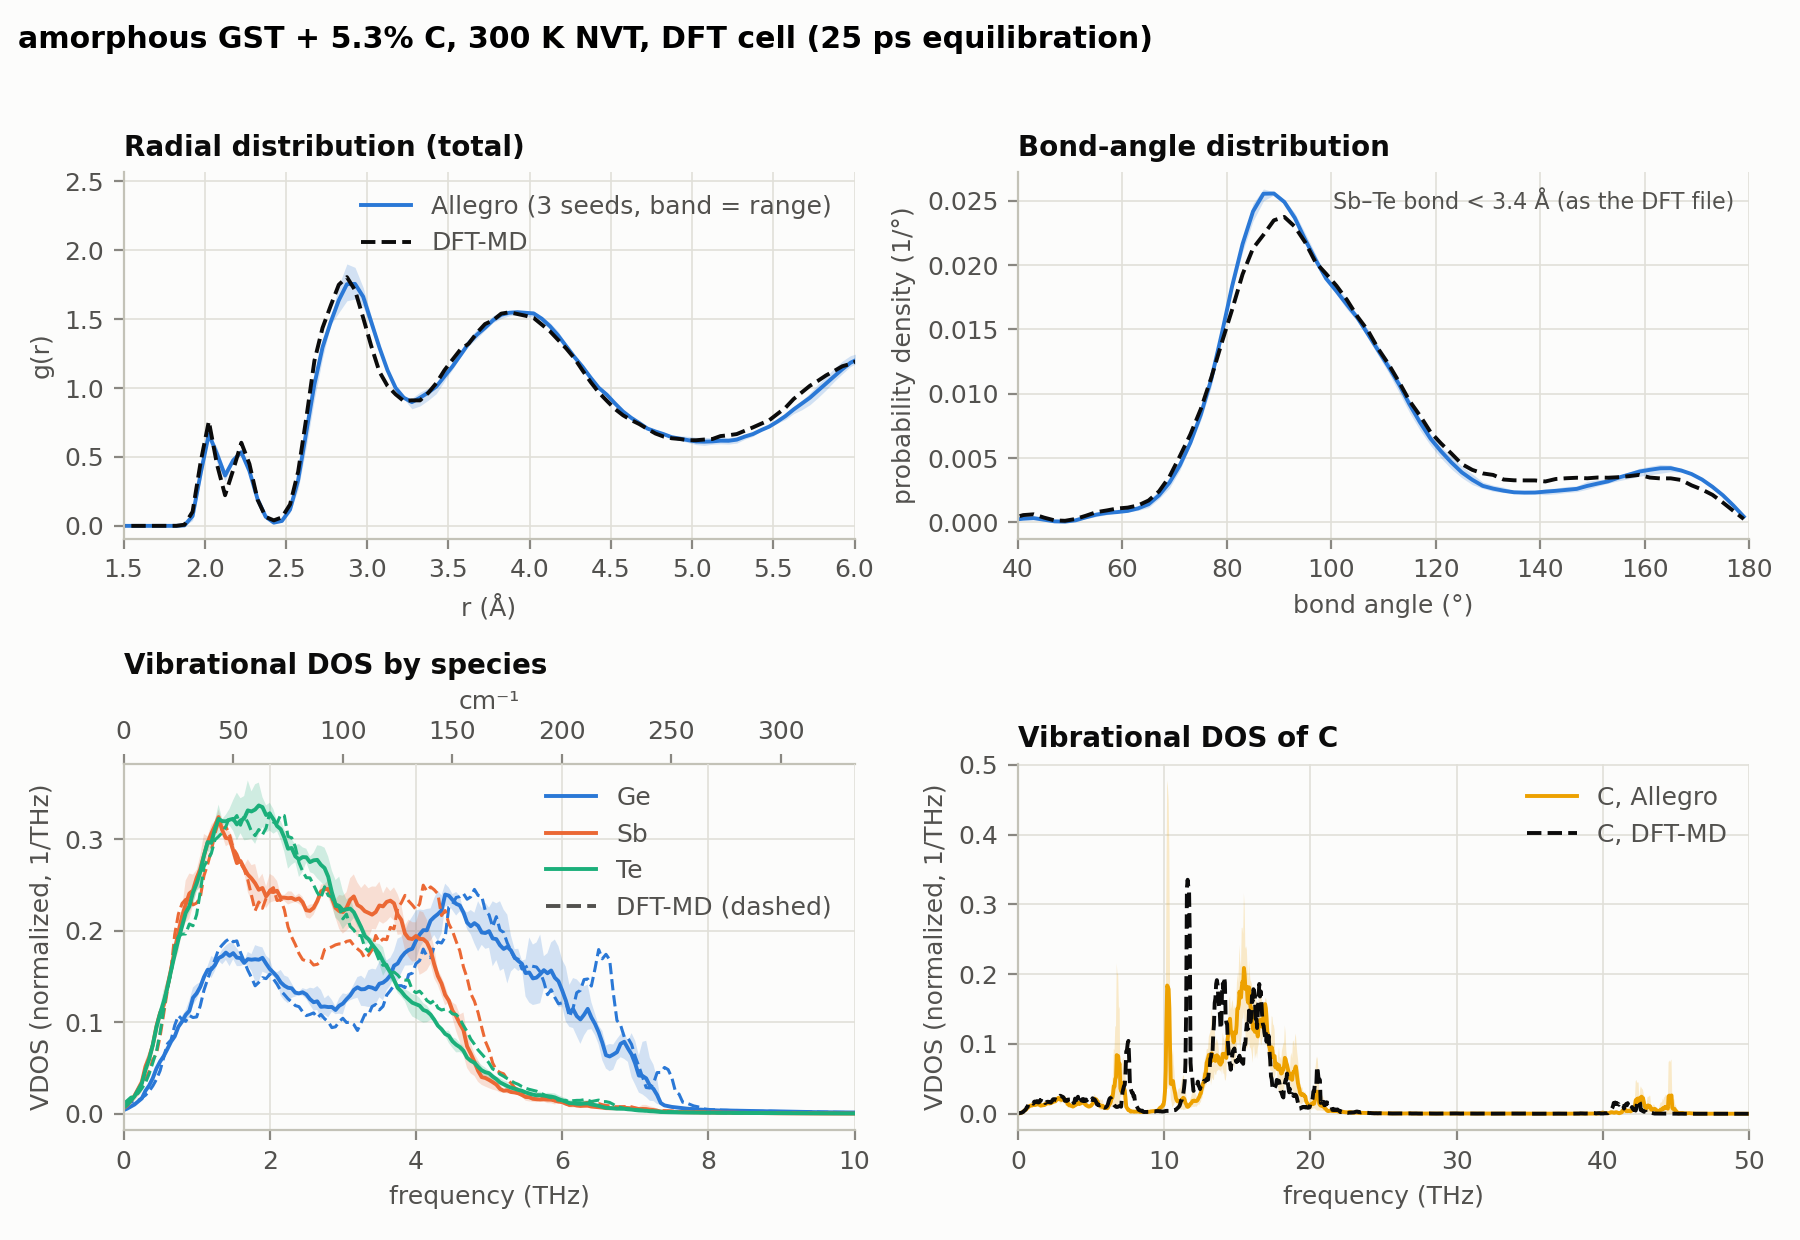 amorphous GST + 5.3% C, 300 K NVT, DFT cell (25 ps equilibration)
Radial distribution (total)
2.5
2.0
1.5
1.0
0.5
0.0
g(r)
Allegro (3 seeds, band = range)
DFT-MD
1.5 2.0 2.5 3.0 3.5 4.0 4.5 5.0 5.5 6.0
r (Å)
Bond-angle distribution
0.025
0.020
0.015
0.010
0.005
0.000
probability density (1/°)
Sb–Te bond < 3.4 Å (as the DFT file)
40 60 80 100 120 140 160 180
bond angle (°)
Vibrational DOS by species
cm⁻¹
0 50 100 150 200 250 300
0.3
0.2
0.1
0.0
VDOS (normalized, 1/THz)
Ge
Sb
Te
DFT-MD (dashed)
0 2 4 6 8 10
frequency (THz)
Vibrational DOS of C
0.5
0.4
0.3
0.2
0.1
0.0
VDOS (normalized, 1/THz)
C, Allegro
C, DFT-MD
0 10 20 30 40 50
frequency (THz)